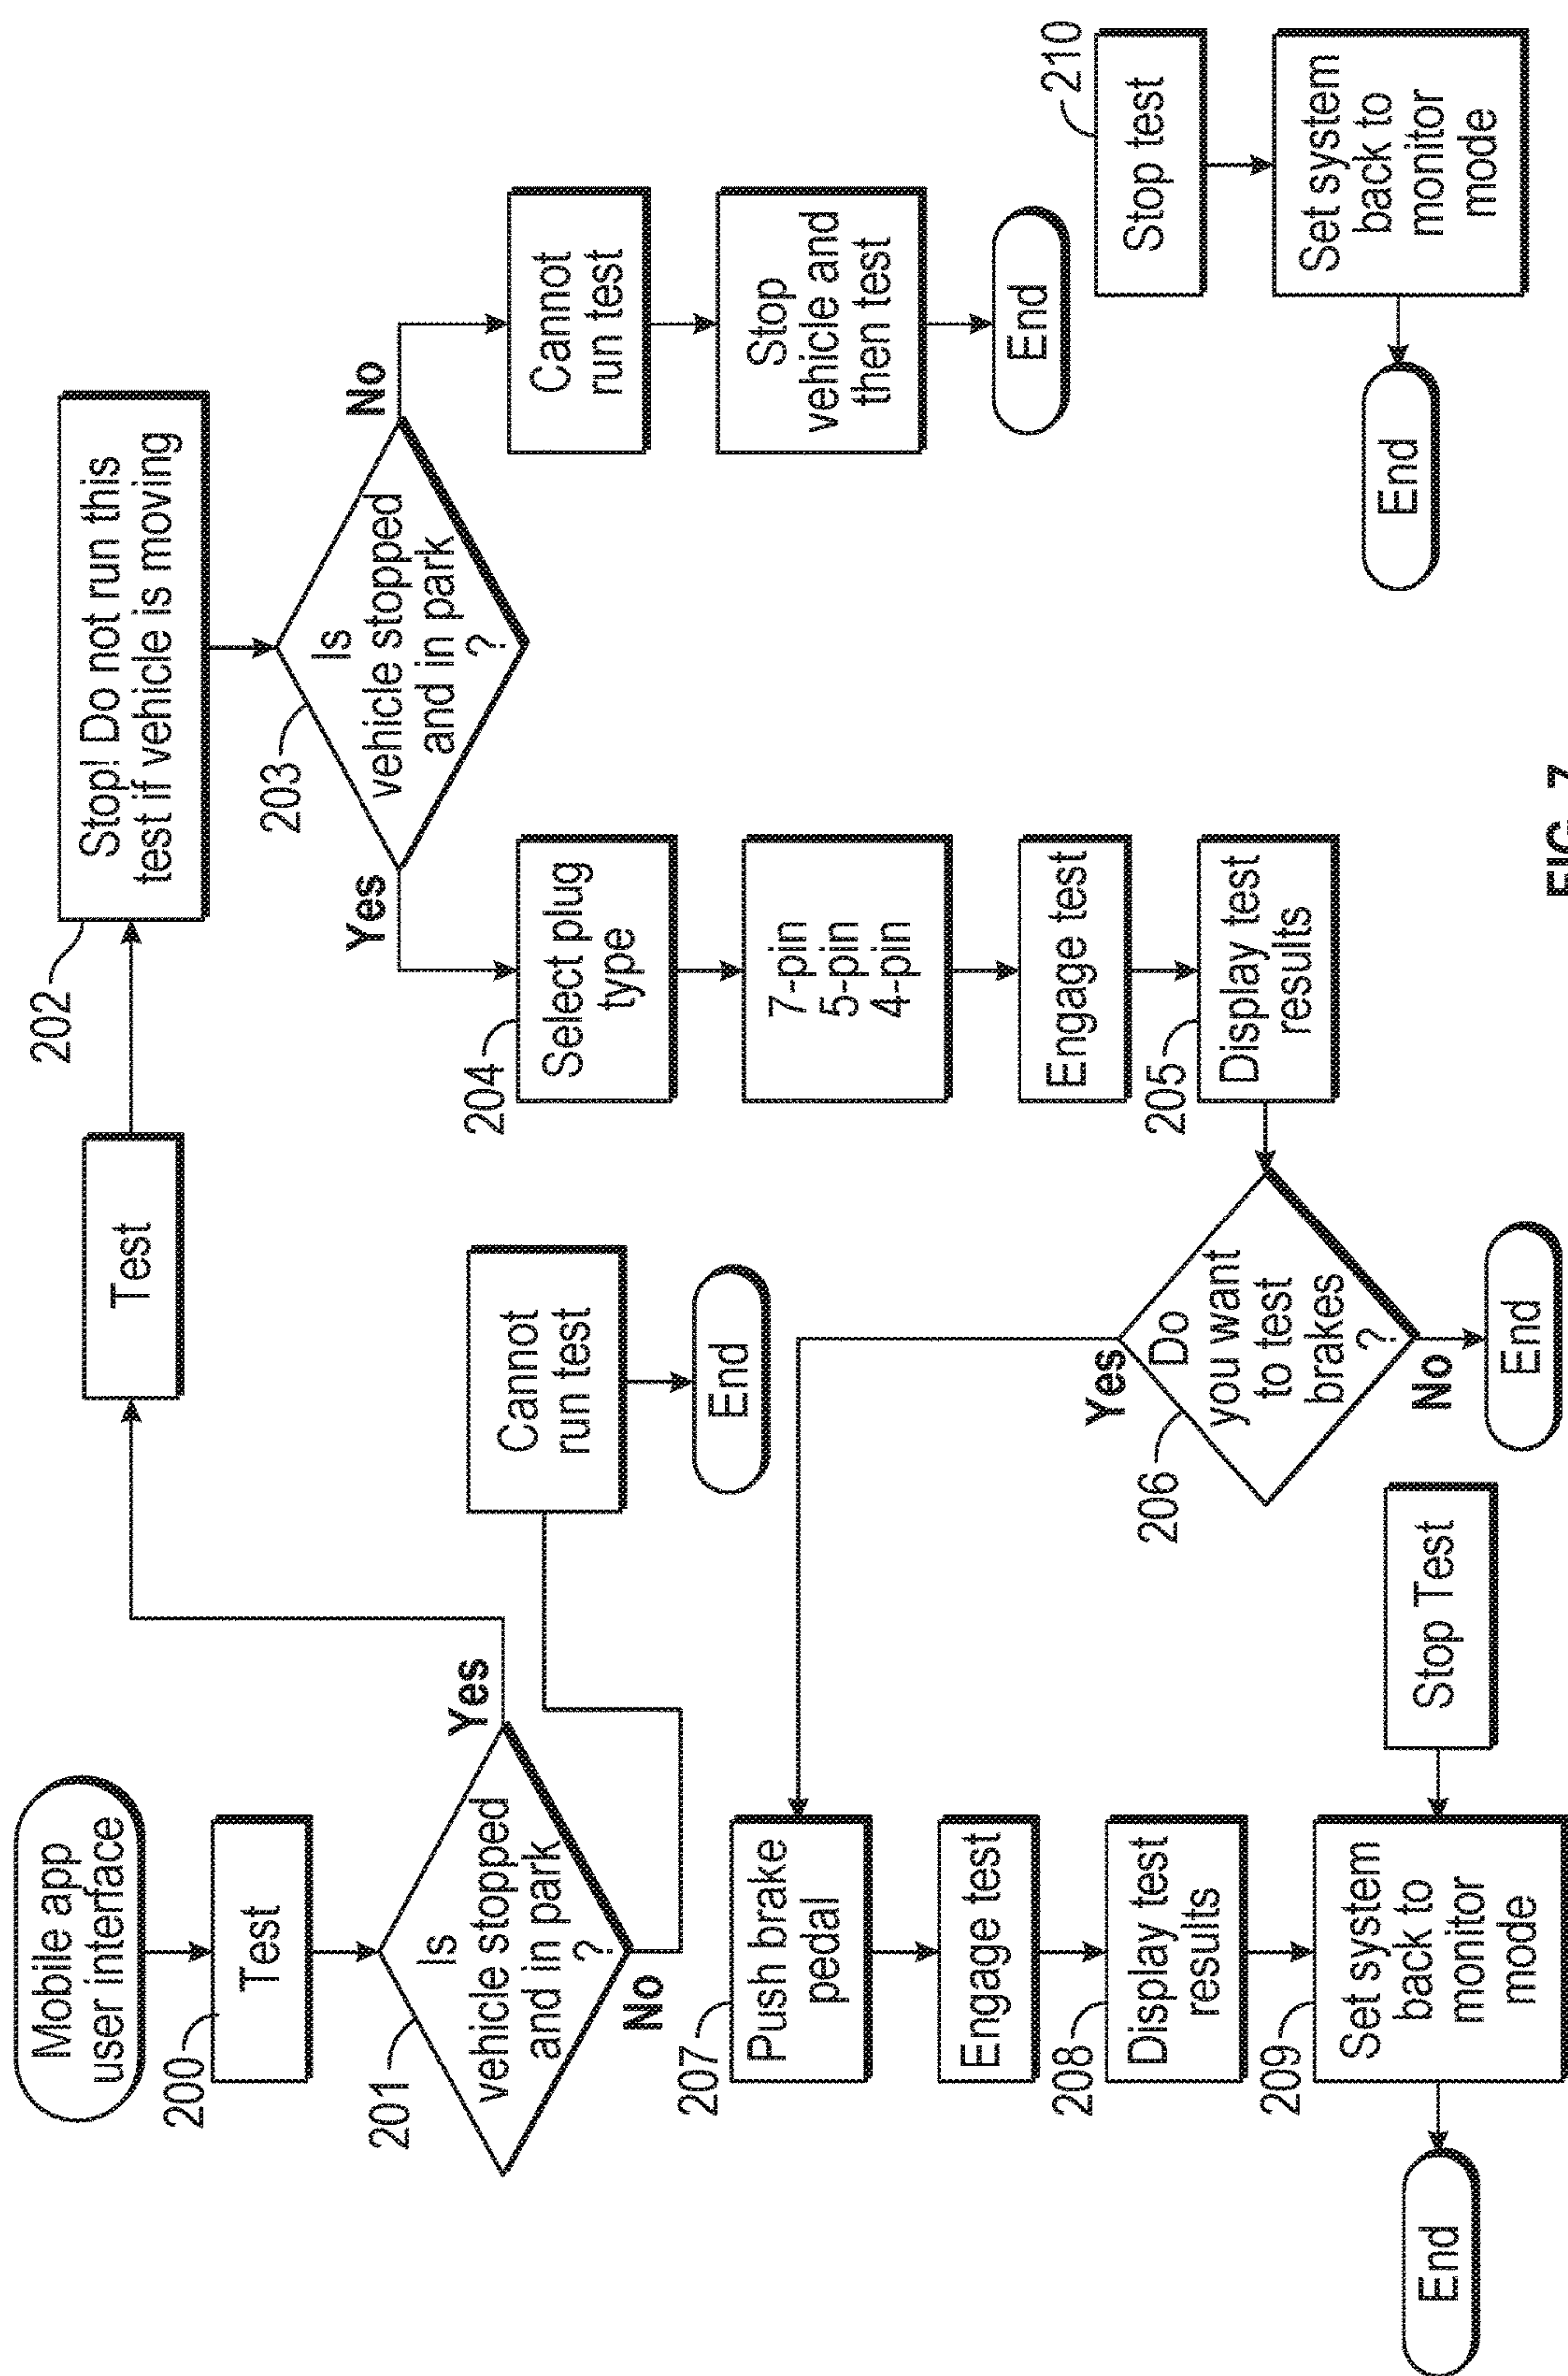 Mobile app
user interface
200
Test
201
Is
vehicle stopped
and in park
?
Yes
No
Cannot
run test
End
Test
202
Stop! Do not run this
test if vehicle is moving
203
Is
vehicle stopped
and in park
?
Yes
No
Cannot
run test
Stop
vehicle and
then test
End
204
Select plug
type
7-pin
5-pin
4-pin
Engage test
205
Display test
results
206
Do
you want
to test
brakes
?
Yes
No
End
207
Push brake
pedal
Engage test
208
Display test
results
209
Set system
back to
monitor
mode
End
Stop Test
210
Stop test
Set system
back to
monitor
mode
End
FIG. 7